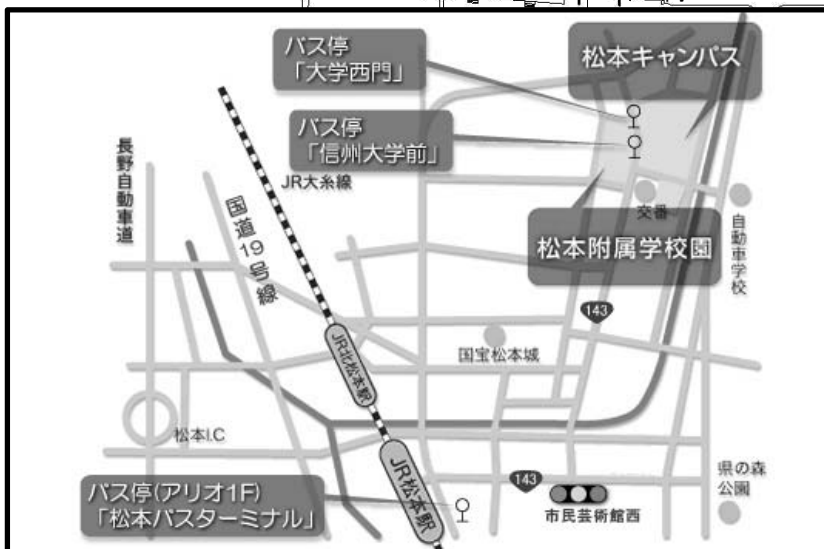 バス停
「大学西門」
松本キャンパス
バス停
「信州大学前」
JR大糸線
長野自動車道
国道19号線
交番
自動車学校
松本附属学校園
143
JR北松本駅
国宝松本城
松本I.C
JR松本駅
バス停(アリオ1F)
「松本バスターミナル」
143
市民芸術館西
県の森
公園